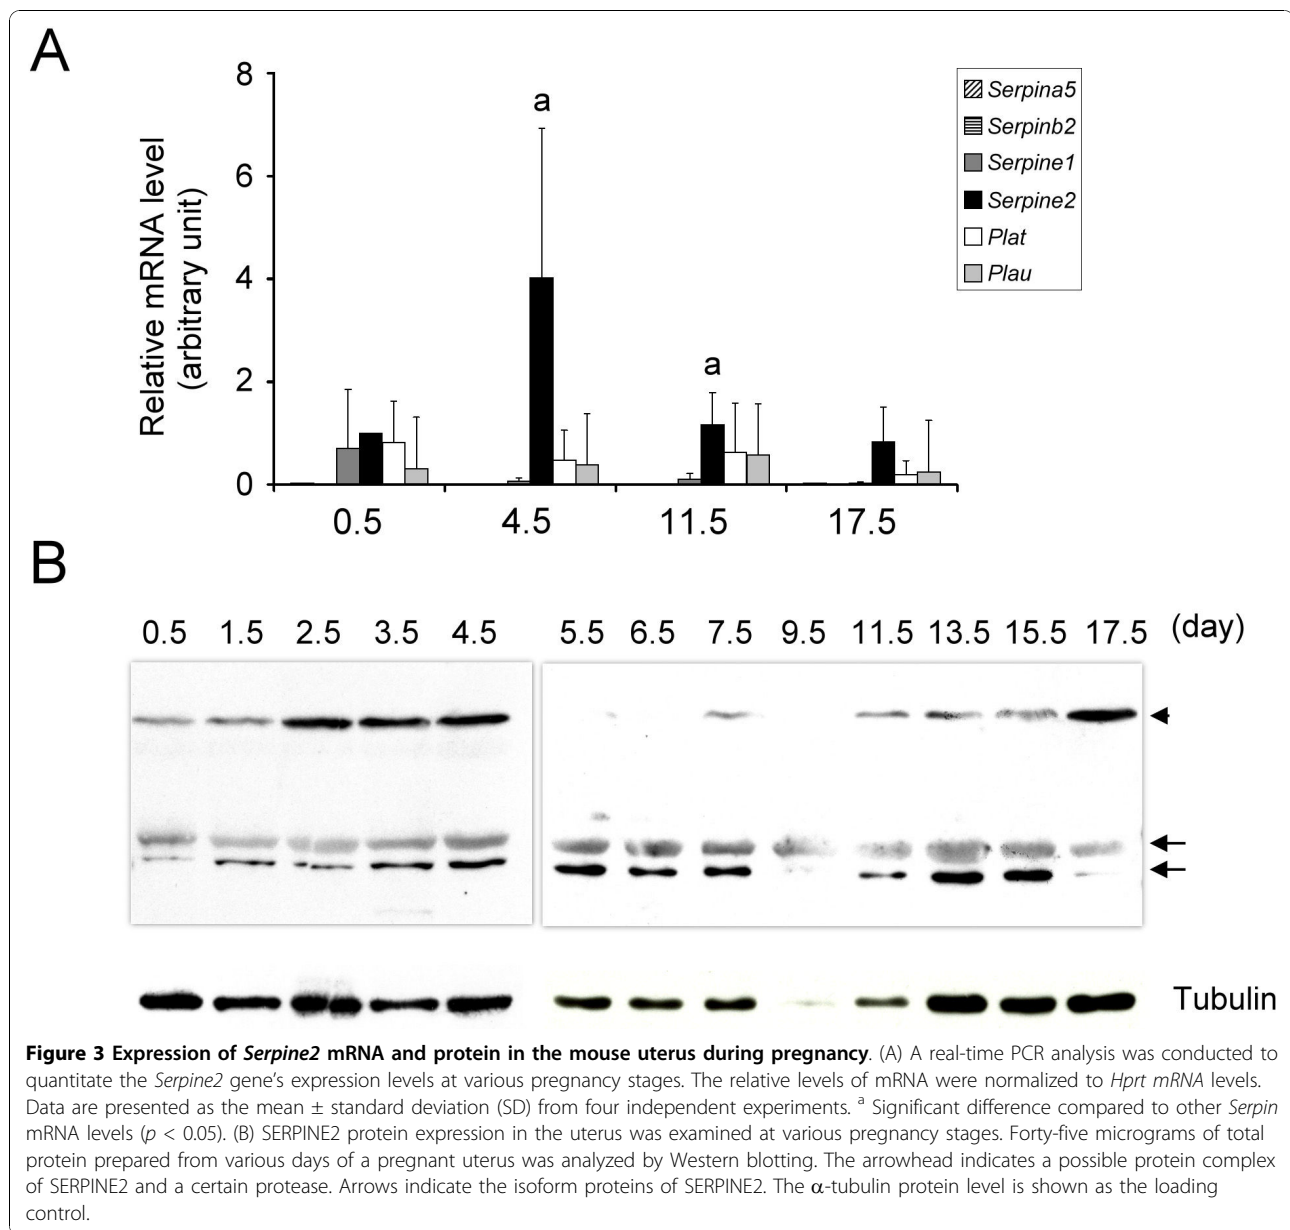 A
8
6
4
2
0
Relative mRNA level
(arbitrary unit)
a
a
0.5 4.5 11.5 17.5
Serpina5
Serpinb2
Serpine1
Serpine2
Plat
Plau
B
0.5 1.5 2.5 3.5 4.5 5.5 6.5 7.5 9.5 11.5 13.5 15.5 17.5 (day)
Tubulin
Figure 3 Expression of Serpine2 mRNA and protein in the mouse uterus during pregnancy. (A) A real-time PCR analysis was conducted to
quantitate the Serpine2 gene's expression levels at various pregnancy stages. The relative levels of mRNA were normalized to Hprt mRNA levels.
Data are presented as the mean ± standard deviation (SD) from four independent experiments. a Significant difference compared to other Serpin
mRNA levels (p < 0.05). (B) SERPINE2 protein expression in the uterus was examined at various pregnancy stages. Forty-five micrograms of total
protein prepared from various days of a pregnant uterus was analyzed by Western blotting. The arrowhead indicates a possible protein complex
of SERPINE2 and a certain protease. Arrows indicate the isoform proteins of SERPINE2. The α-tubulin protein level is shown as the loading
control.